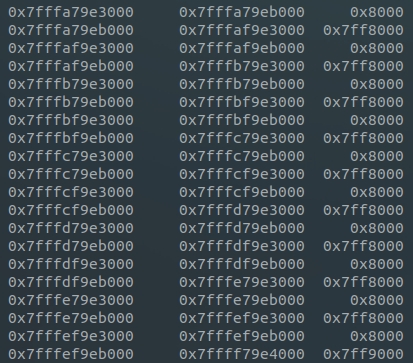 0x7fffa79e3000 0x7fffa79eb000 0x8000
0x7fffa79eb000 0x7fffaf9e3000 0x7ff8000
0x7fffaf9e3000 0x7fffaf9eb000 0x8000
0x7fffaf9eb000 0x7fffb79e3000 0x7ff8000
0x7fffb79e3000 0x7fffb79eb000 0x8000
0x7fffb79eb000 0x7fffbf9e3000 0x7ff8000
0x7fffbf9e3000 0x7fffbf9eb000 0x8000
0x7fffbf9eb000 0x7fffc79e3000 0x7ff8000
0x7fffc79e3000 0x7fffc79eb000 0x8000
0x7fffc79eb000 0x7fffcf9e3000 0x7ff8000
0x7fffcf9e3000 0x7fffcf9eb000 0x8000
0x7fffcf9eb000 0x7fffd79e3000 0x7ff8000
0x7fffd79e3000 0x7fffd79eb000 0x8000
0x7fffd79eb000 0x7fffdf9e3000 0x7ff8000
0x7fffdf9e3000 0x7fffdf9eb000 0x8000
0x7fffdf9eb000 0x7fffe79e3000 0x7ff8000
0x7fffe79e3000 0x7fffe79eb000 0x8000
0x7fffe79eb000 0x7fffef9e3000 0x7ff8000
0x7fffef9e3000 0x7fffef9eb000 0x8000
0x7fffef9eb000 0x7ffff79e4000 0x7ff9000